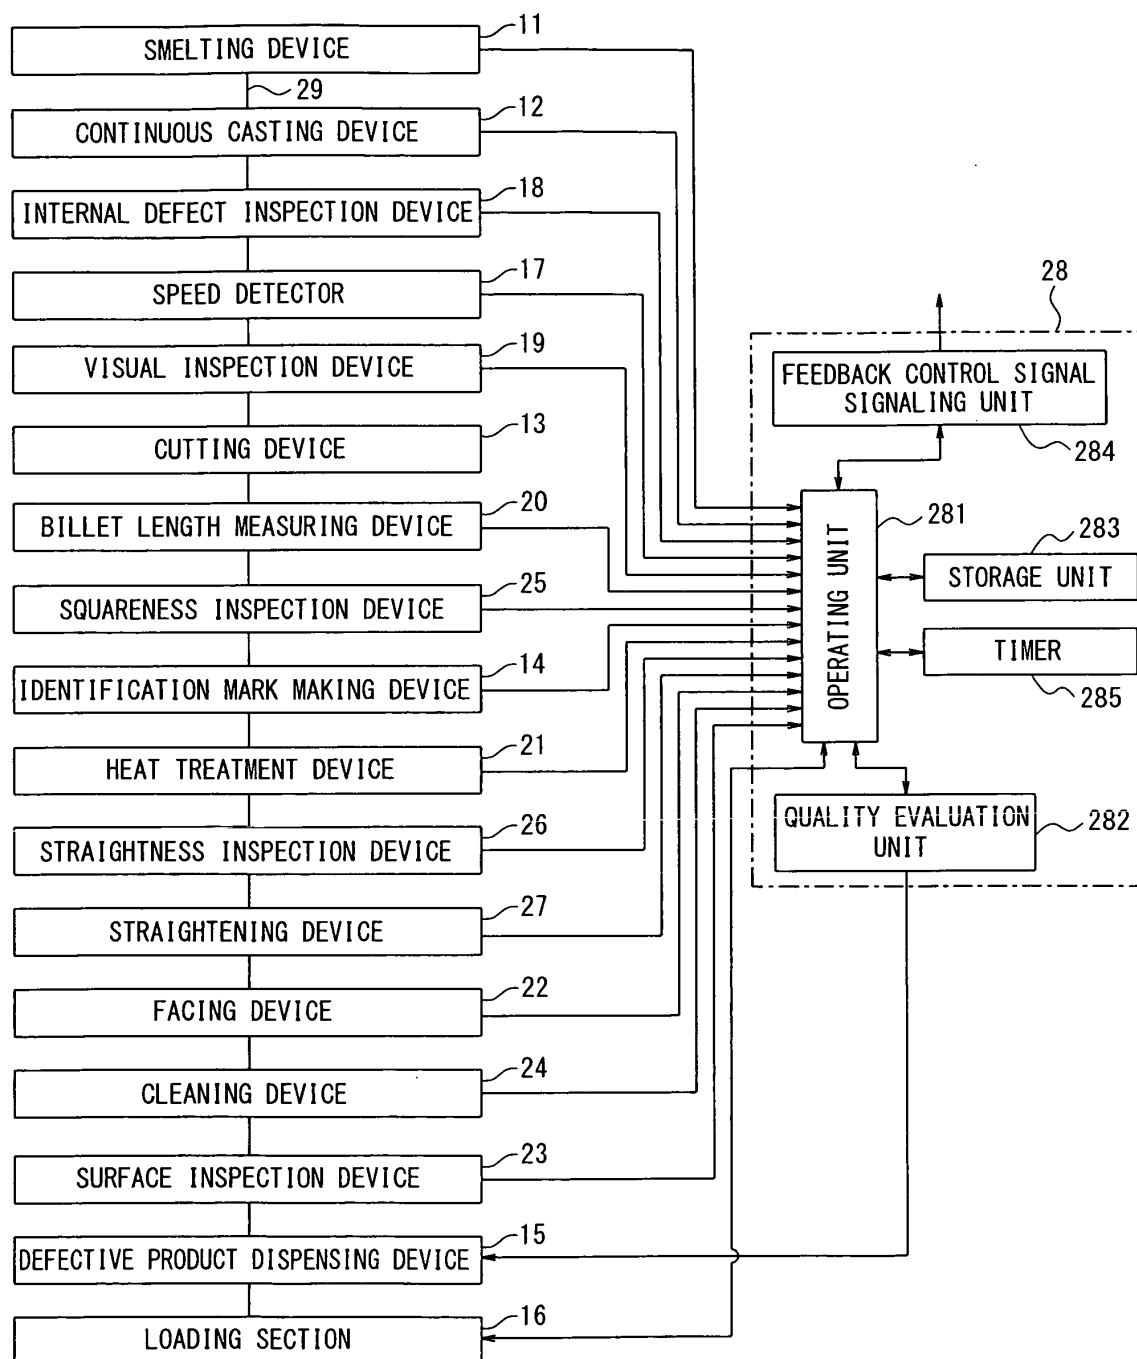 11
SMELTING DEVICE
29
12
CONTINUOUS CASTING DEVICE
18
INTERNAL DEFECT INSPECTION DEVICE
17
SPEED DETECTOR
19
VISUAL INSPECTION DEVICE
13
CUTTING DEVICE
20
BILLET LENGTH MEASURING DEVICE
25
SQUARENESS INSPECTION DEVICE
14
IDENTIFICATION MARK MAKING DEVICE
21
HEAT TREATMENT DEVICE
26
STRAIGHTNESS INSPECTION DEVICE
27
STRAIGHTENING DEVICE
22
FACING DEVICE
24
CLEANING DEVICE
23
SURFACE INSPECTION DEVICE
15
DEFECTIVE PRODUCT DISPENSING DEVICE
16
LOADING SECTION
28
FEEDBACK CONTROL SIGNAL
SIGNALING UNIT
284
OPERATING UNIT
281
283
STORAGE UNIT
TIMER
285
QUALITY EVALUATION
UNIT
282